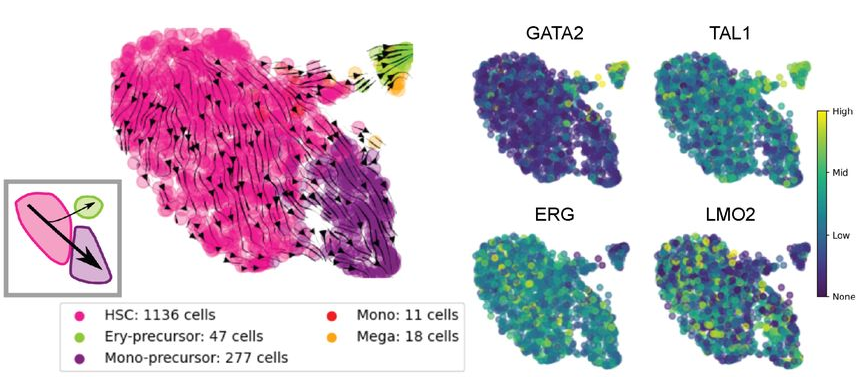 GATA2
TAL1
ERG
LMO2
High
Mid
Low
None
HSC: 1136 cells
Ery-precursor: 47 cells
Mono-precursor: 277 cells
Mono: 11 cells
Mega: 18 cells